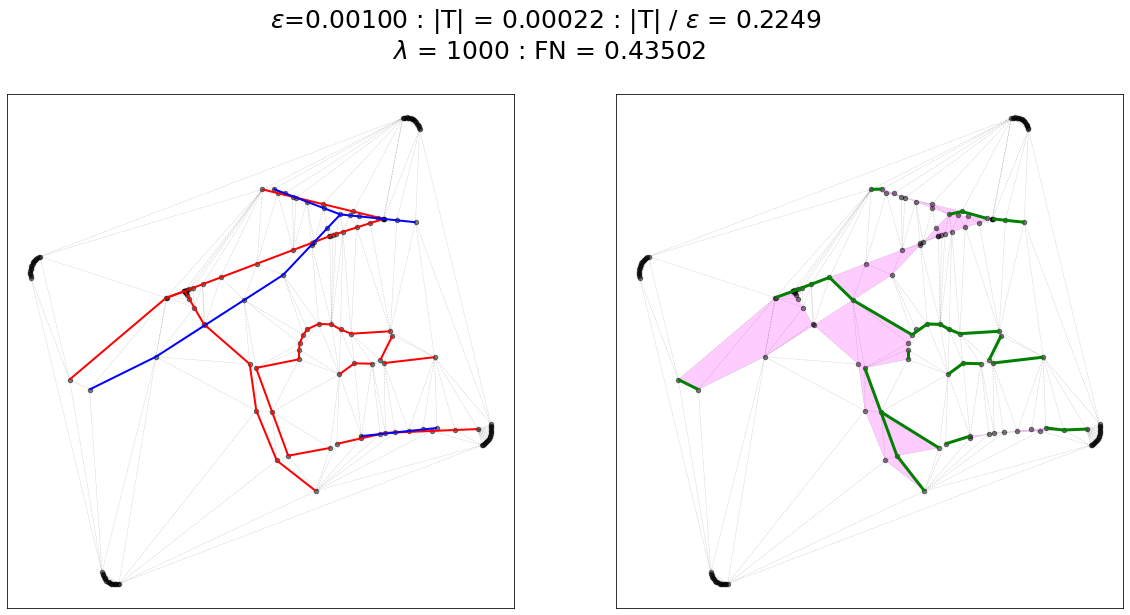 ε=0.00100 : |T| = 0.00022 : |T| / ε = 0.2249
λ = 1000 : FN = 0.43502